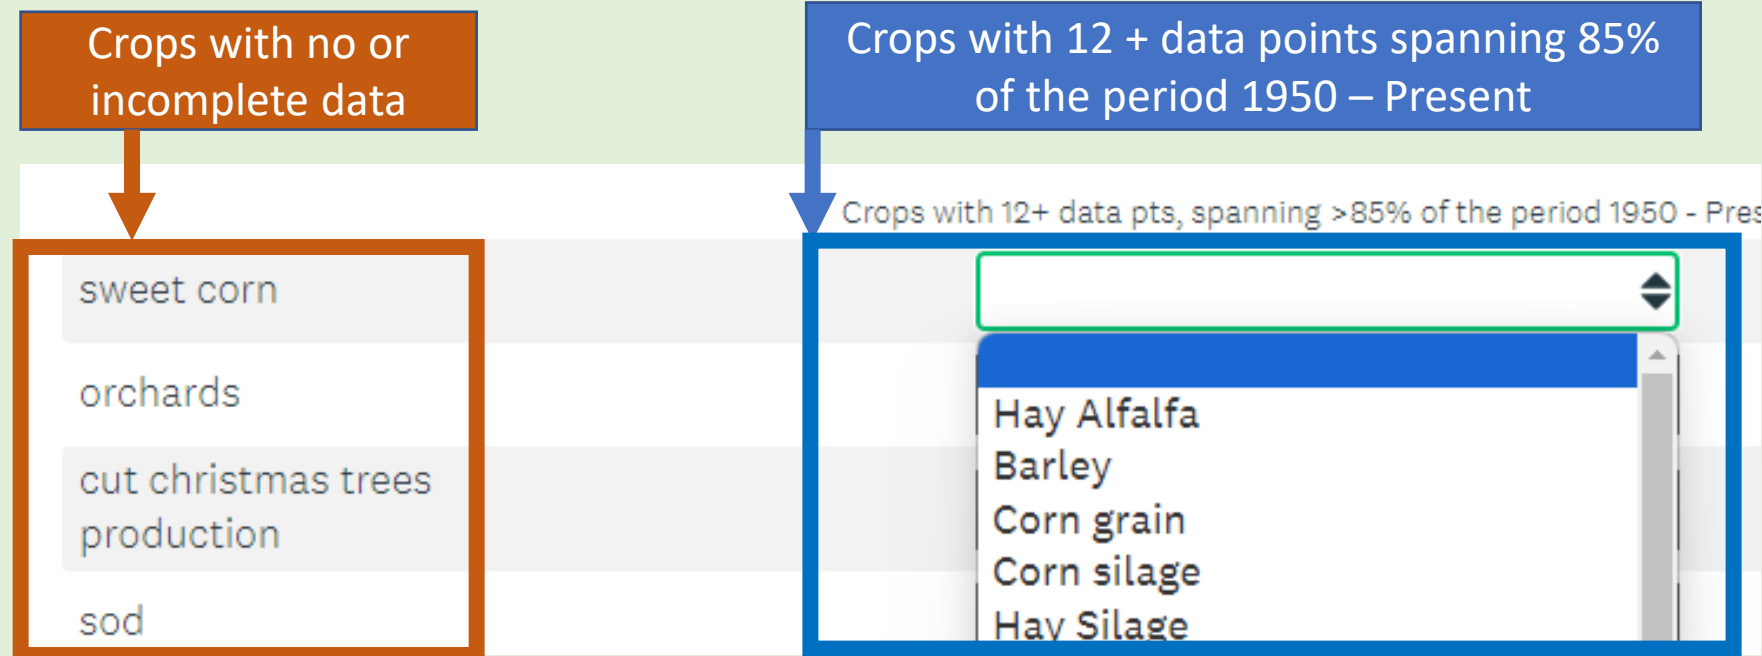 Crops with no or
incomplete data
Crops with 12 + data points spanning 85%
of the period 1950 – Present
Crops with 12+ data pts, spanning >85% of the period 1950 - Pres
sweet corn
orchards
cut christmas trees
production
sod
Hay Alfalfa
Barley
Corn grain
Corn silage
Hay Silage